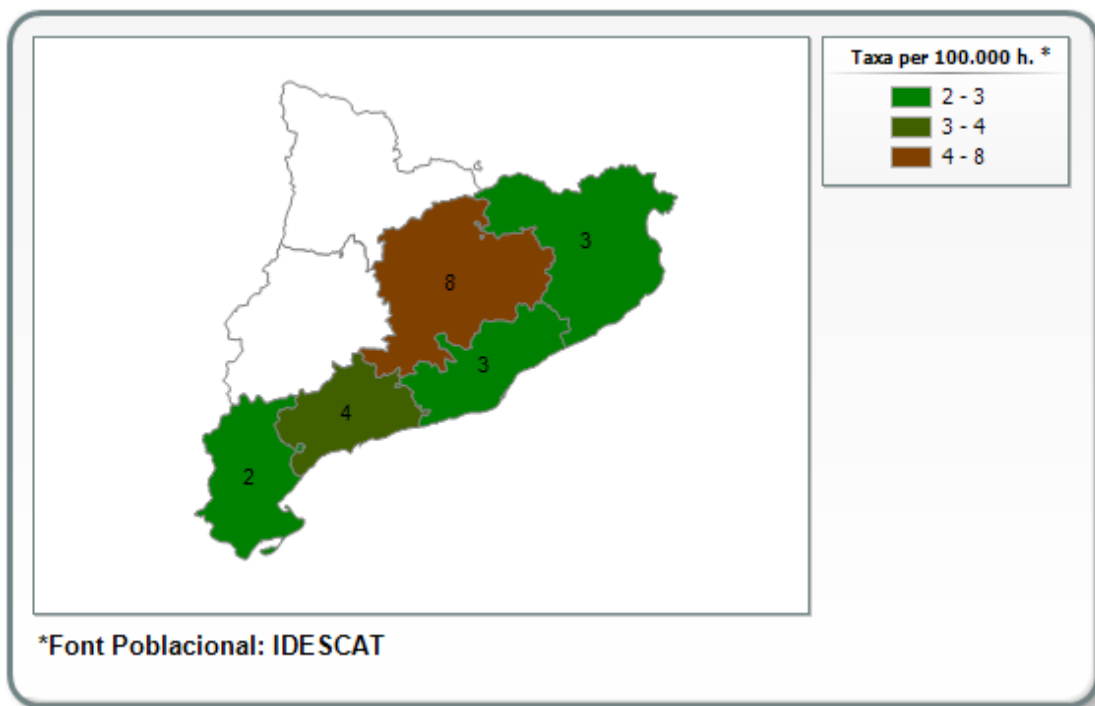 Taxa per 100.000 h. *
2 - 3
3 - 4
4 - 8
3
8
3
4
2
*Font Poblacional: IDESCAT